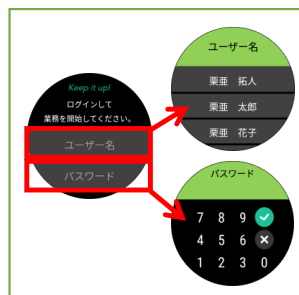 Keep it up!
ログインして
業務を開始してください。
ユーザー名
パスワード
ユーザー名
栗亜 拓人
栗亜 太郎
栗亜 花子
パスワード
7 8 9
4 5 6 ×
1 2 3 0